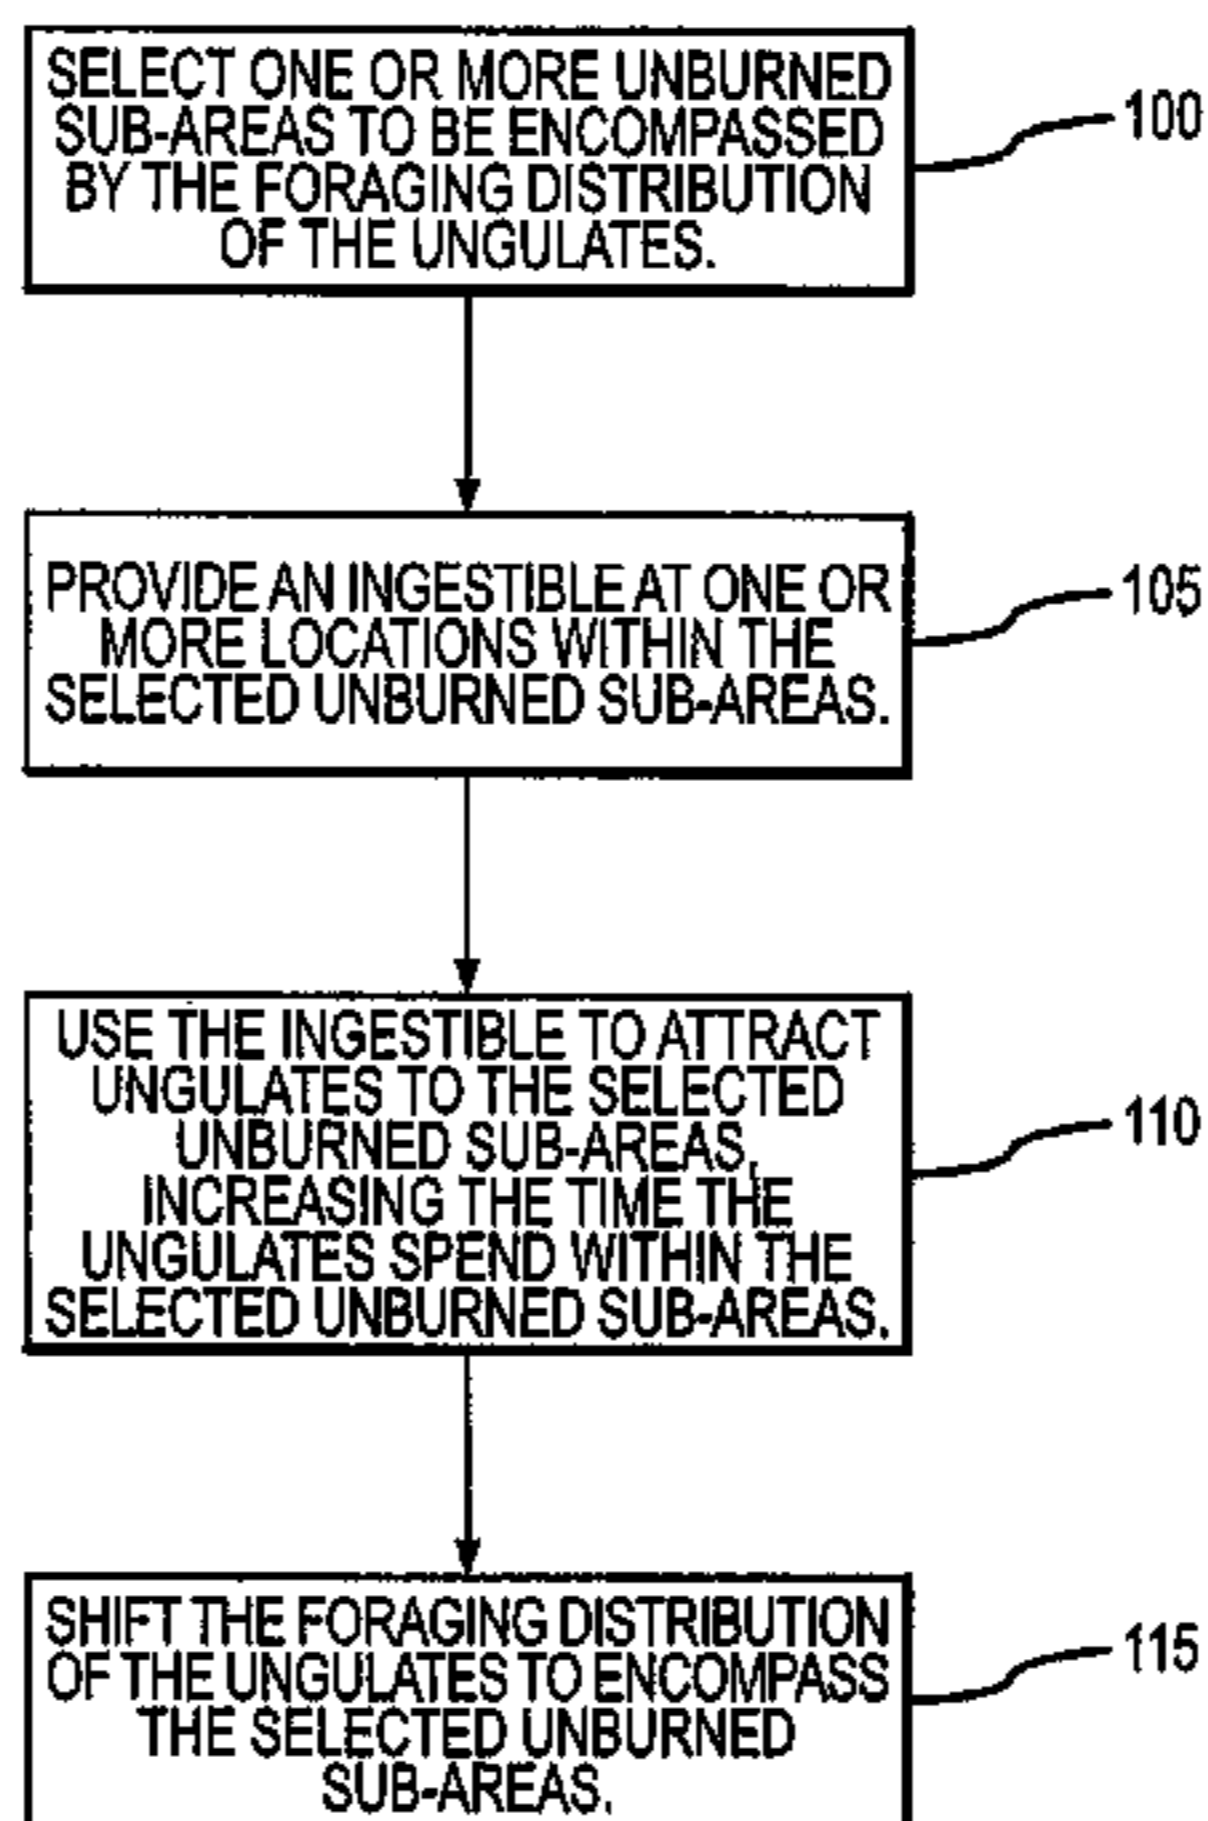 SELECT ONE OR MORE UNBURNED
SUB-AREAS TO BE ENCOMPASSED
BY THE FORAGING DISTRIBUTION
OF THE UNGULATES.
100
PROVIDE AN INGESTIBLE AT ONE OR
MORE LOCATIONS WITHIN THE
SELECTED UNBURNED SUB-AREAS.
105
USE THE INGESTIBLE TO ATTRACT
UNGULATES TO THE SELECTED
UNBURNED SUB-AREAS,
INCREASING THE TIME THE
UNGULATES SPEND WITHIN THE
SELECTED UNBURNED SUB-AREAS.
110
SHIFT THE FORAGING DISTRIBUTION
OF THE UNGULATES TO ENCOMPASS
THE SELECTED UNBURNED
SUB-AREAS.
115